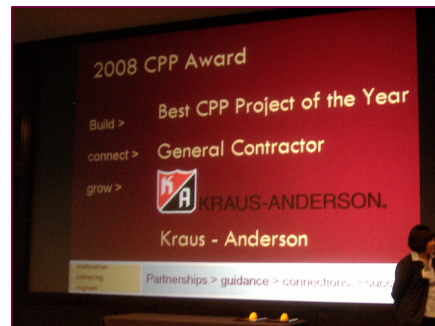 2008 CPP Award
Build >
Best CPP Project of the Year
connect >
General Contractor
grow >
KA
KRAUS-ANDERSON®
Kraus - Anderson
Partnerships > guidance > connections > succ